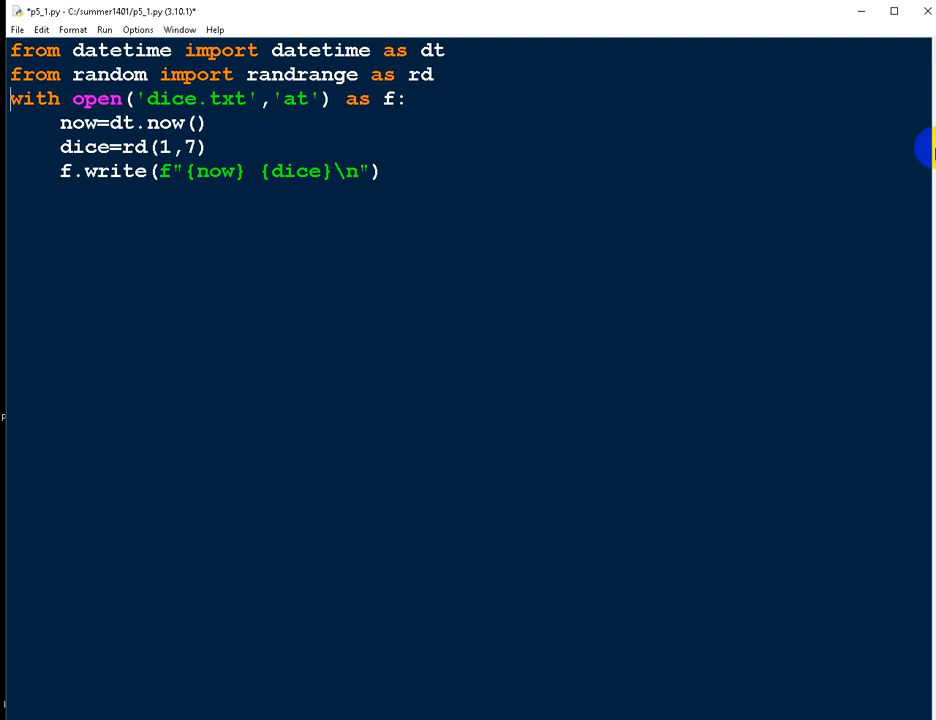 *p5_1.py - C:/summer1401/p5_1.py (3.10.1)*
File Edit Format Run Options Window Help
from datetime import datetime as dt
from random import randrange as rd
with open('dice.txt','at') as f:
    now=dt.now()
    dice=rd(1,7)
    f.write(f"{now} {dice}\n")